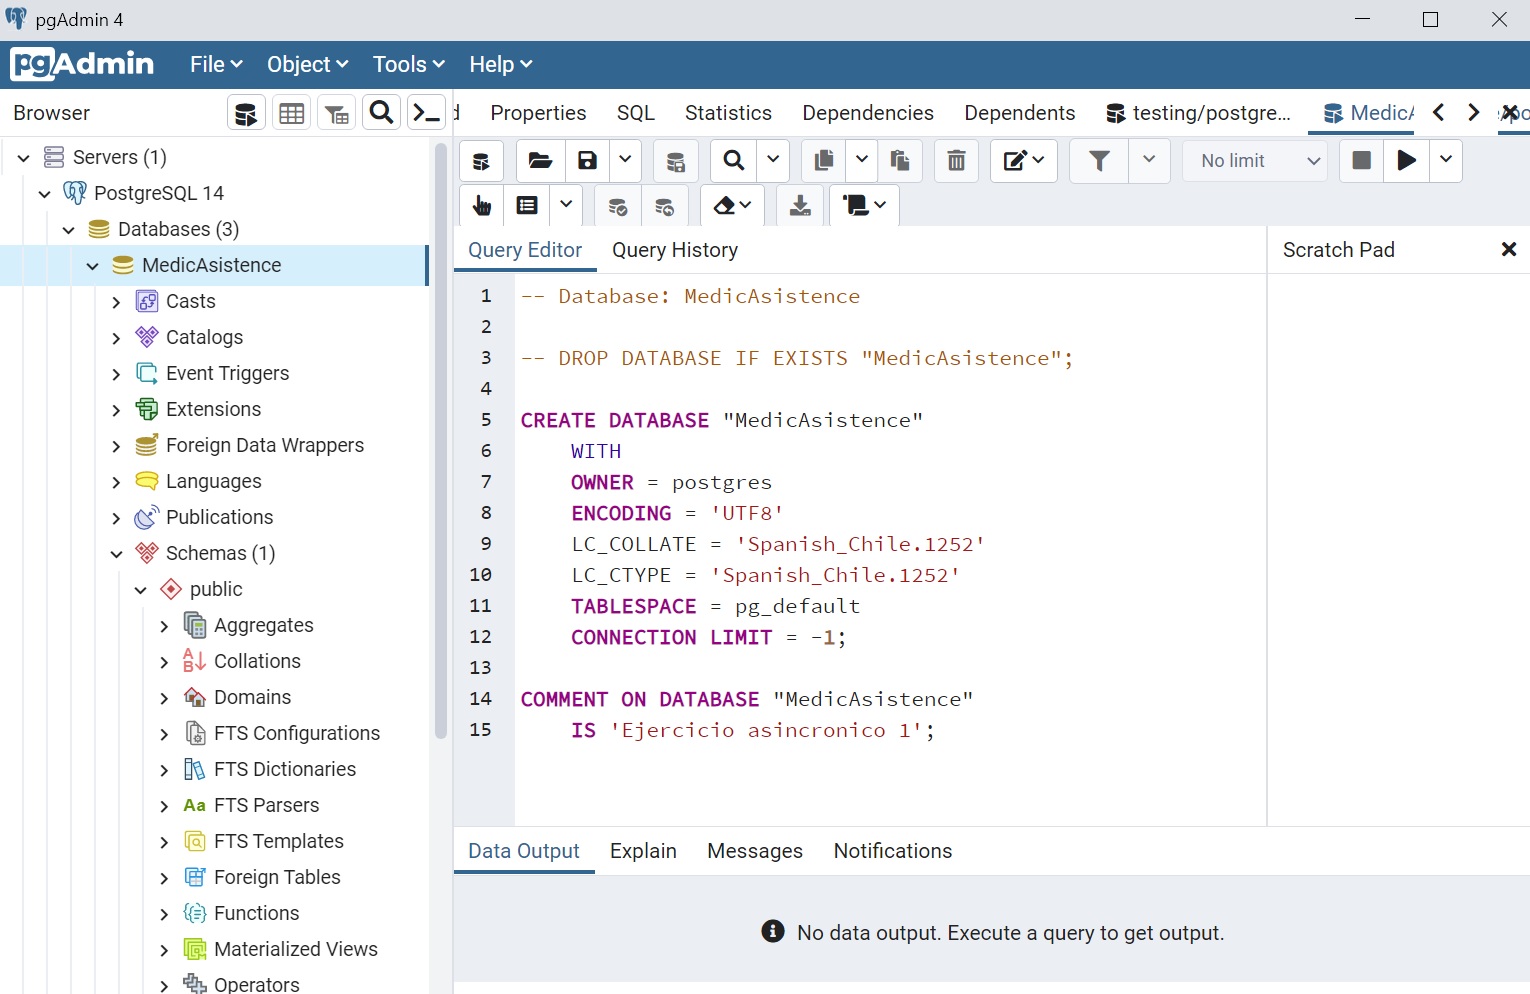 pgAdmin 4
pgAdmin File Object Tools Help
Browser
Properties SQL Statistics Dependencies Dependents testing/postgre... MedicA
No limit
Servers (1)
PostgreSQL 14
Databases (3)
MedicAsistence
Casts
Catalogs
Event Triggers
Extensions
Foreign Data Wrappers
Languages
Publications
Schemas (1)
public
Aggregates
Collations
Domains
FTS Configurations
FTS Dictionaries
Aa FTS Parsers
FTS Templates
Foreign Tables
Functions
Materialized Views
Operators
Query Editor Query History
Scratch Pad
1 -- Database: MedicAsistence
2
3 -- DROP DATABASE IF EXISTS "MedicAsistence";
4
5 CREATE DATABASE "MedicAsistence"
6 WITH
7 OWNER = postgres
8 ENCODING = 'UTF8'
9 LC_COLLATE = 'Spanish_Chile.1252'
10 LC_CTYPE = 'Spanish_Chile.1252'
11 TABLESPACE = pg_default
12 CONNECTION LIMIT = -1;
13
14 COMMENT ON DATABASE "MedicAsistence"
15 IS 'Ejercicio asincronico 1';
Data Output Explain Messages Notifications
No data output. Execute a query to get output.